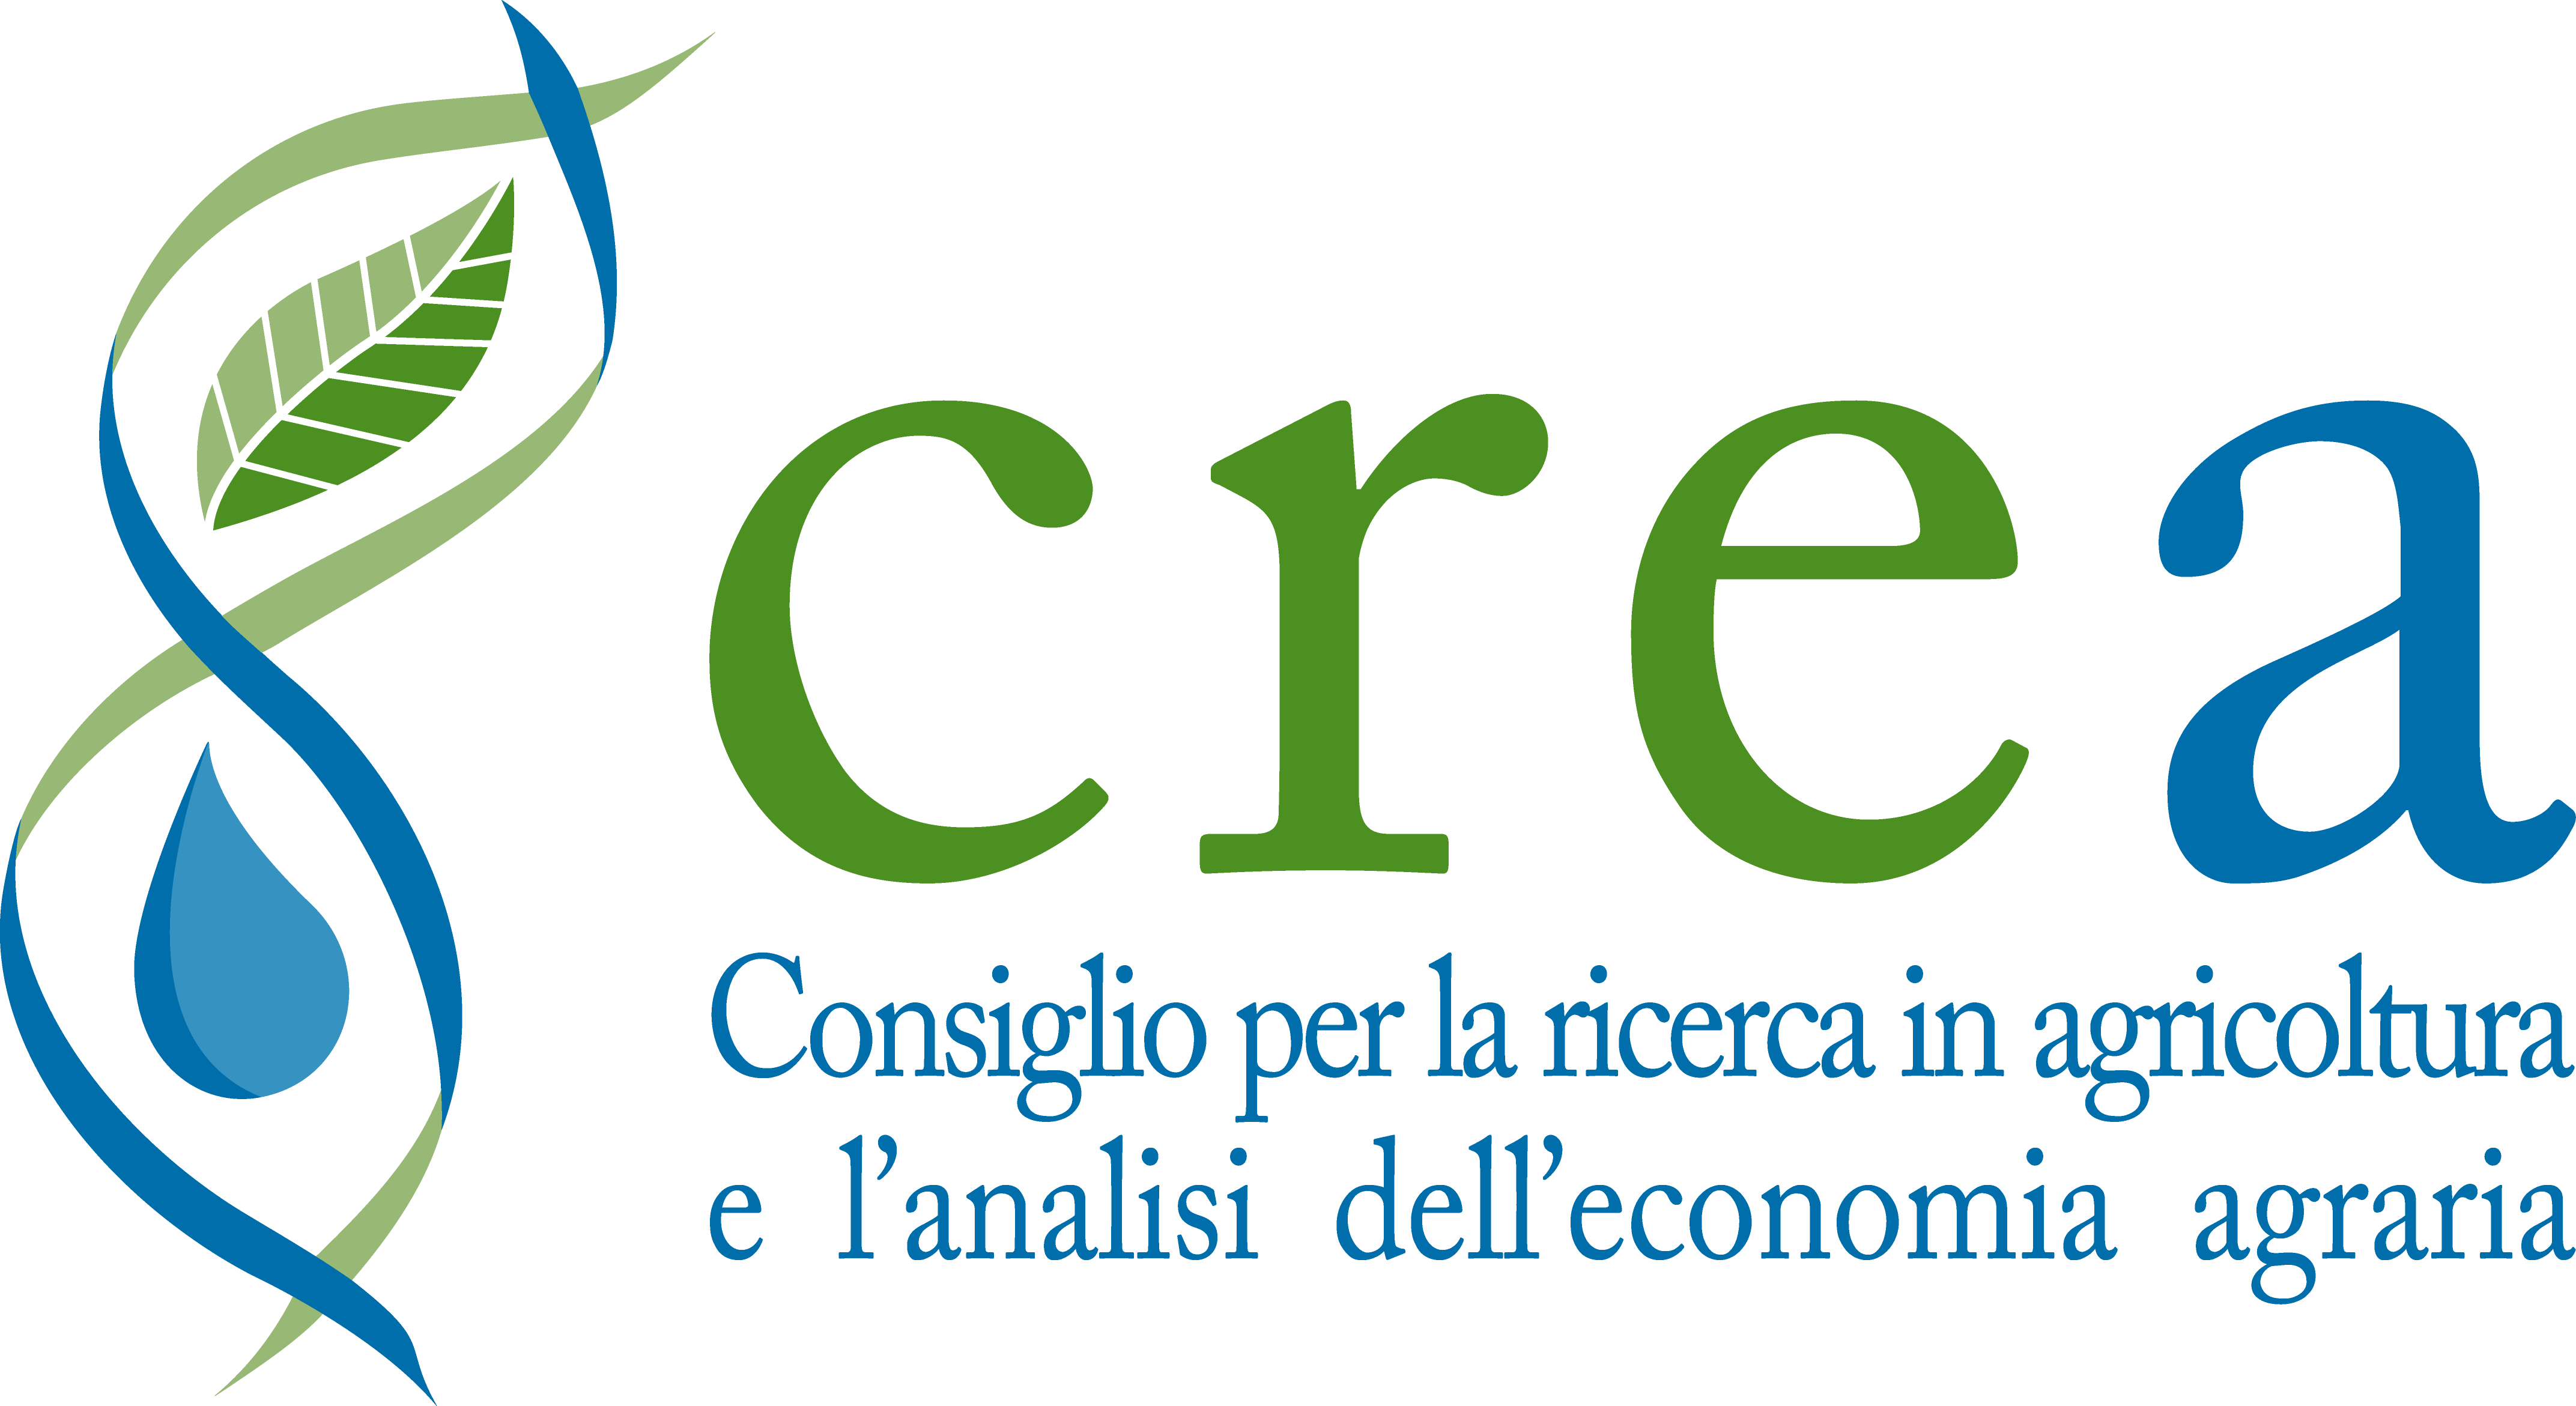 crea
Consiglio per la ricerca in agricoltura
e l’analisi dell’economia agraria